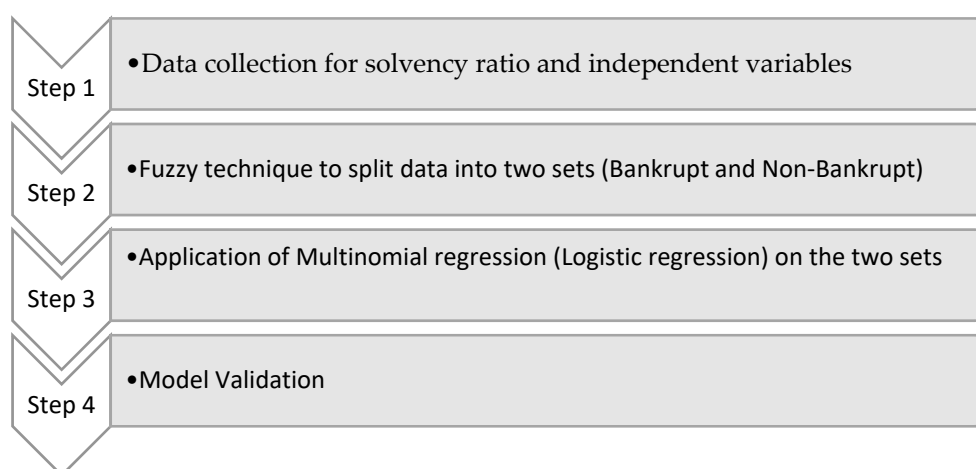 Step 1
•Data collection for solvency ratio and independent variables
Step 2
•Fuzzy technique to split data into two sets (Bankrupt and Non-Bankrupt)
Step 3
•Application of Multinomial regression (Logistic regression) on the two sets
Step 4
•Model Validation